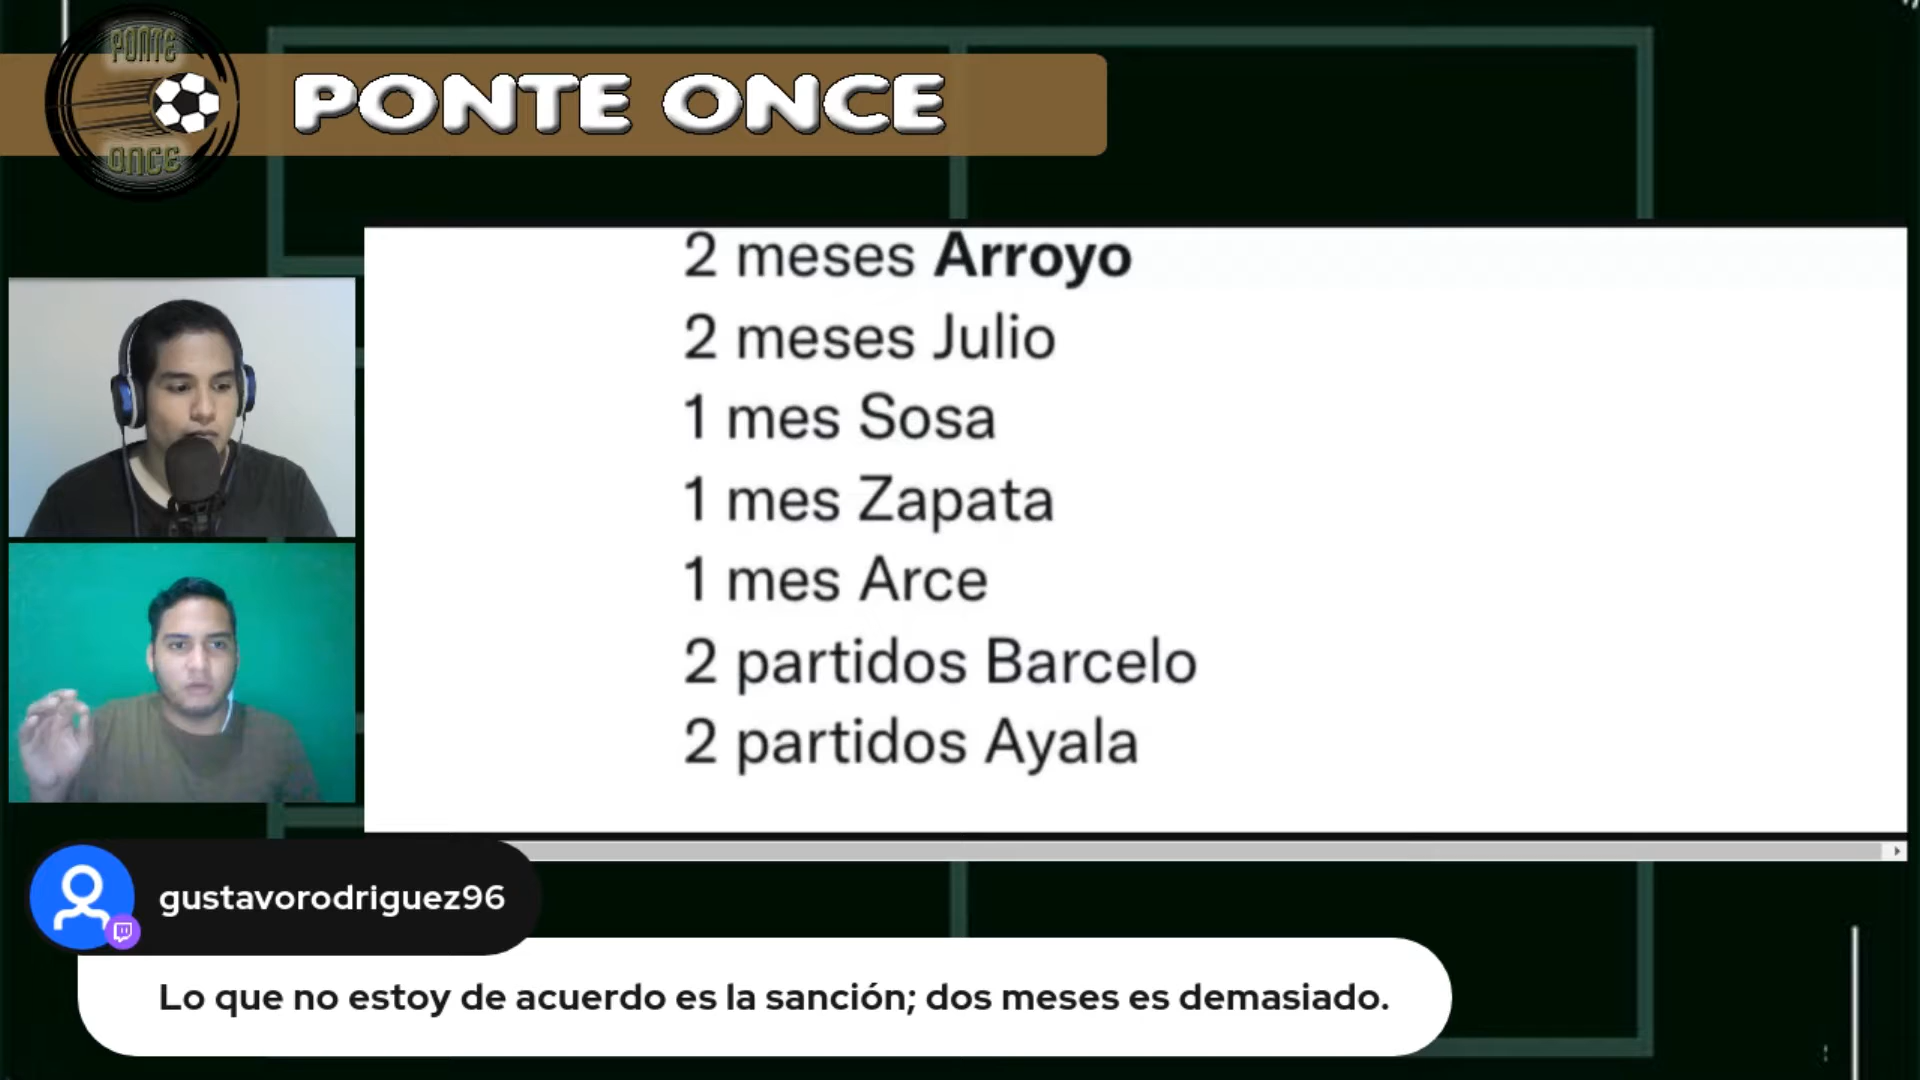 PONTE
ONCE
PONTE ONCE
2 meses Arroyo
2 meses Julio
1 mes Sosa
1 mes Zapata
1 mes Arce
2 partidos Barcelo
2 partidos Ayala
gustavorodriguez96
Lo que no estoy de acuerdo es la sanción; dos meses es demasiado.